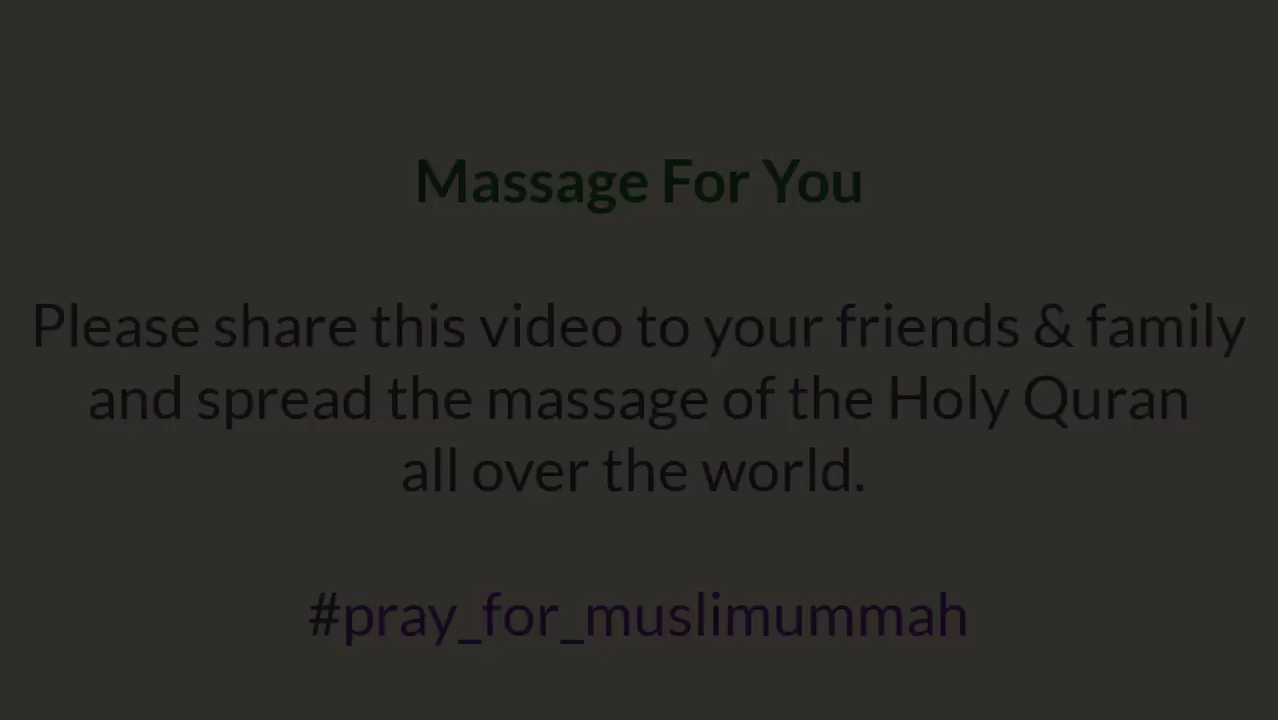 Massage For You
Please share this video to your friends & family
and spread the massage of the Holy Quran
all over the world.
#pray_for_muslimummah